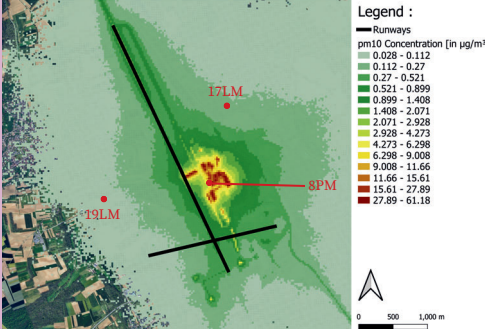 Legend :
Runways
pm10 Concentration [in µg/m³
0.028 - 0.112
0.112 - 0.27
0.27 - 0.521
0.521 - 0.899
0.899 - 1.408
1.408 - 2.071
2.071 - 2.928
2.928 - 4.273
4.273 - 6.298
6.298 - 9.008
9.008 - 11.66
11.66 - 15.61
15.61 - 27.89
27.89 - 61.18
17LM
8PM
19LM
0 500 1,000 m